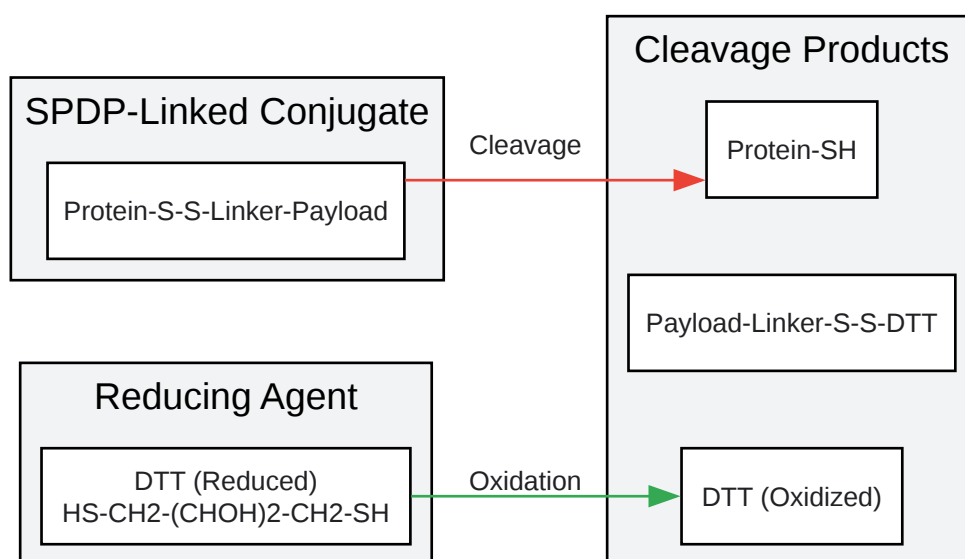 SPDP-Linked Conjugate
Protein-S-S-Linker-Payload
Cleavage
Reducing Agent
DTT (Reduced)
HS-CH2-(CHOH)2-CH2-SH
Oxidation
Cleavage Products
Protein-SH
Payload-Linker-S-S-DTT
DTT (Oxidized)